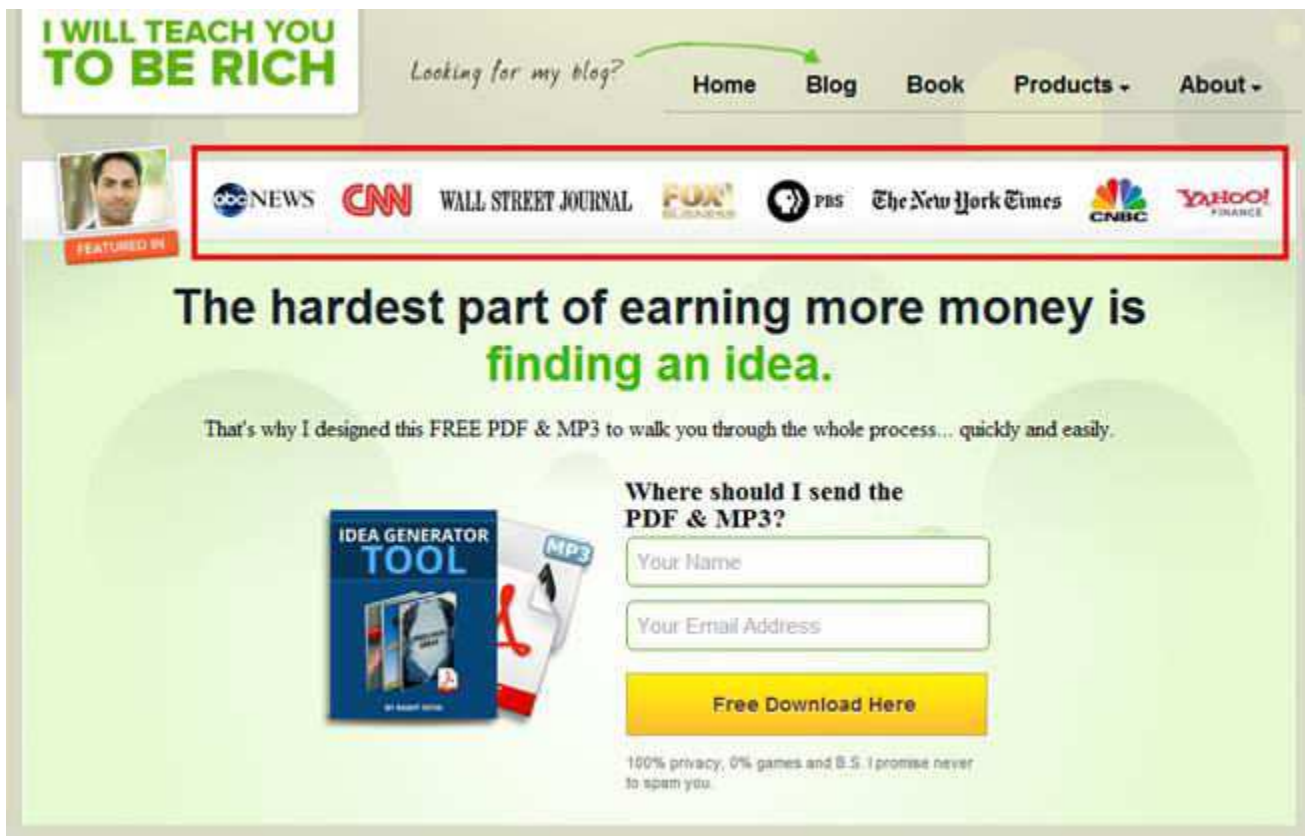 I WILL TEACH YOU
TO BE RICH
Looking for my blog?
Home Blog Book Products About
abc NEWS CNN WALL STREET JOURNAL FOX BUSINESS PBS The New York Times CNBC YAHOO! FINANCE
FEATURED IN
The hardest part of earning more money is
finding an idea.
That's why I designed this FREE PDF & MP3 to walk you through the whole process... quickly and easily.
Where should I send the
PDF & MP3?
IDEA GENERATOR
TOOL
MP3
Your Name
Your Email Address
Free Download Here
100% privacy, 0% games and B.S. I promise never
to spam you.